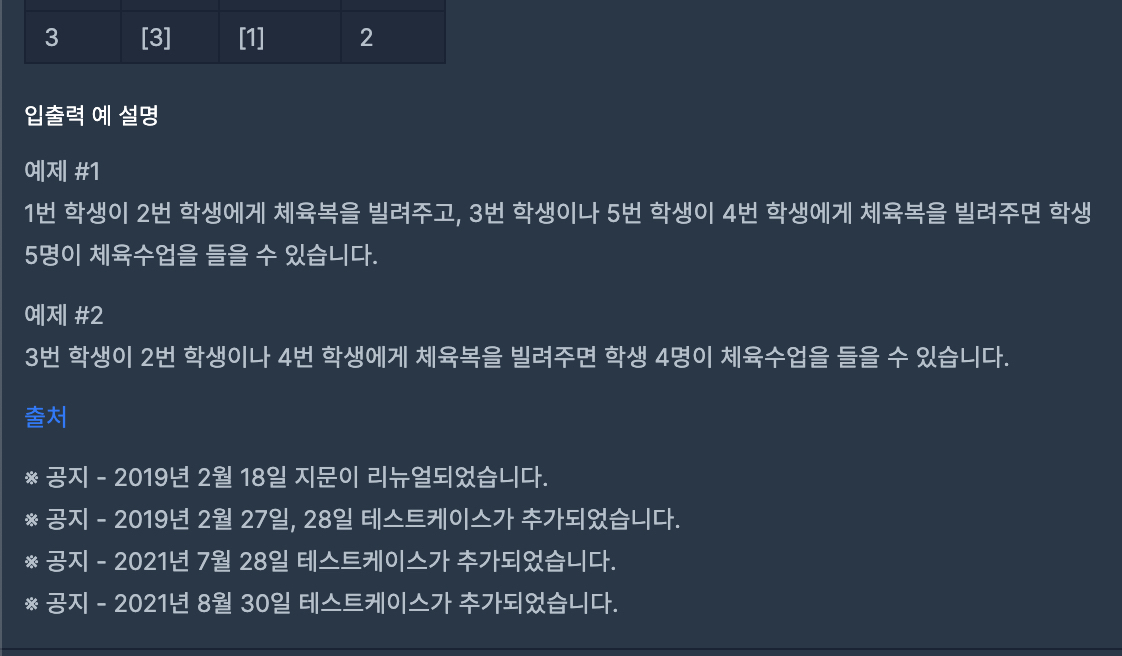 3 [3] [1] 2
입출력 예 설명
예제 #1
1번 학생이 2번 학생에게 체육복을 빌려주고, 3번 학생이나 5번 학생이 4번 학생에게 체육복을 빌려주면 학생
5명이 체육수업을 들을 수 있습니다.
예제 #2
3번 학생이 2번 학생이나 4번 학생에게 체육복을 빌려주면 학생 4명이 체육수업을 들을 수 있습니다.
출처
※ 공지 - 2019년 2월 18일 지문이 리뉴얼되었습니다.
※ 공지 - 2019년 2월 27일, 28일 테스트케이스가 추가되었습니다.
※ 공지 - 2021년 7월 28일 테스트케이스가 추가되었습니다.
※ 공지 - 2021년 8월 30일 테스트케이스가 추가되었습니다.